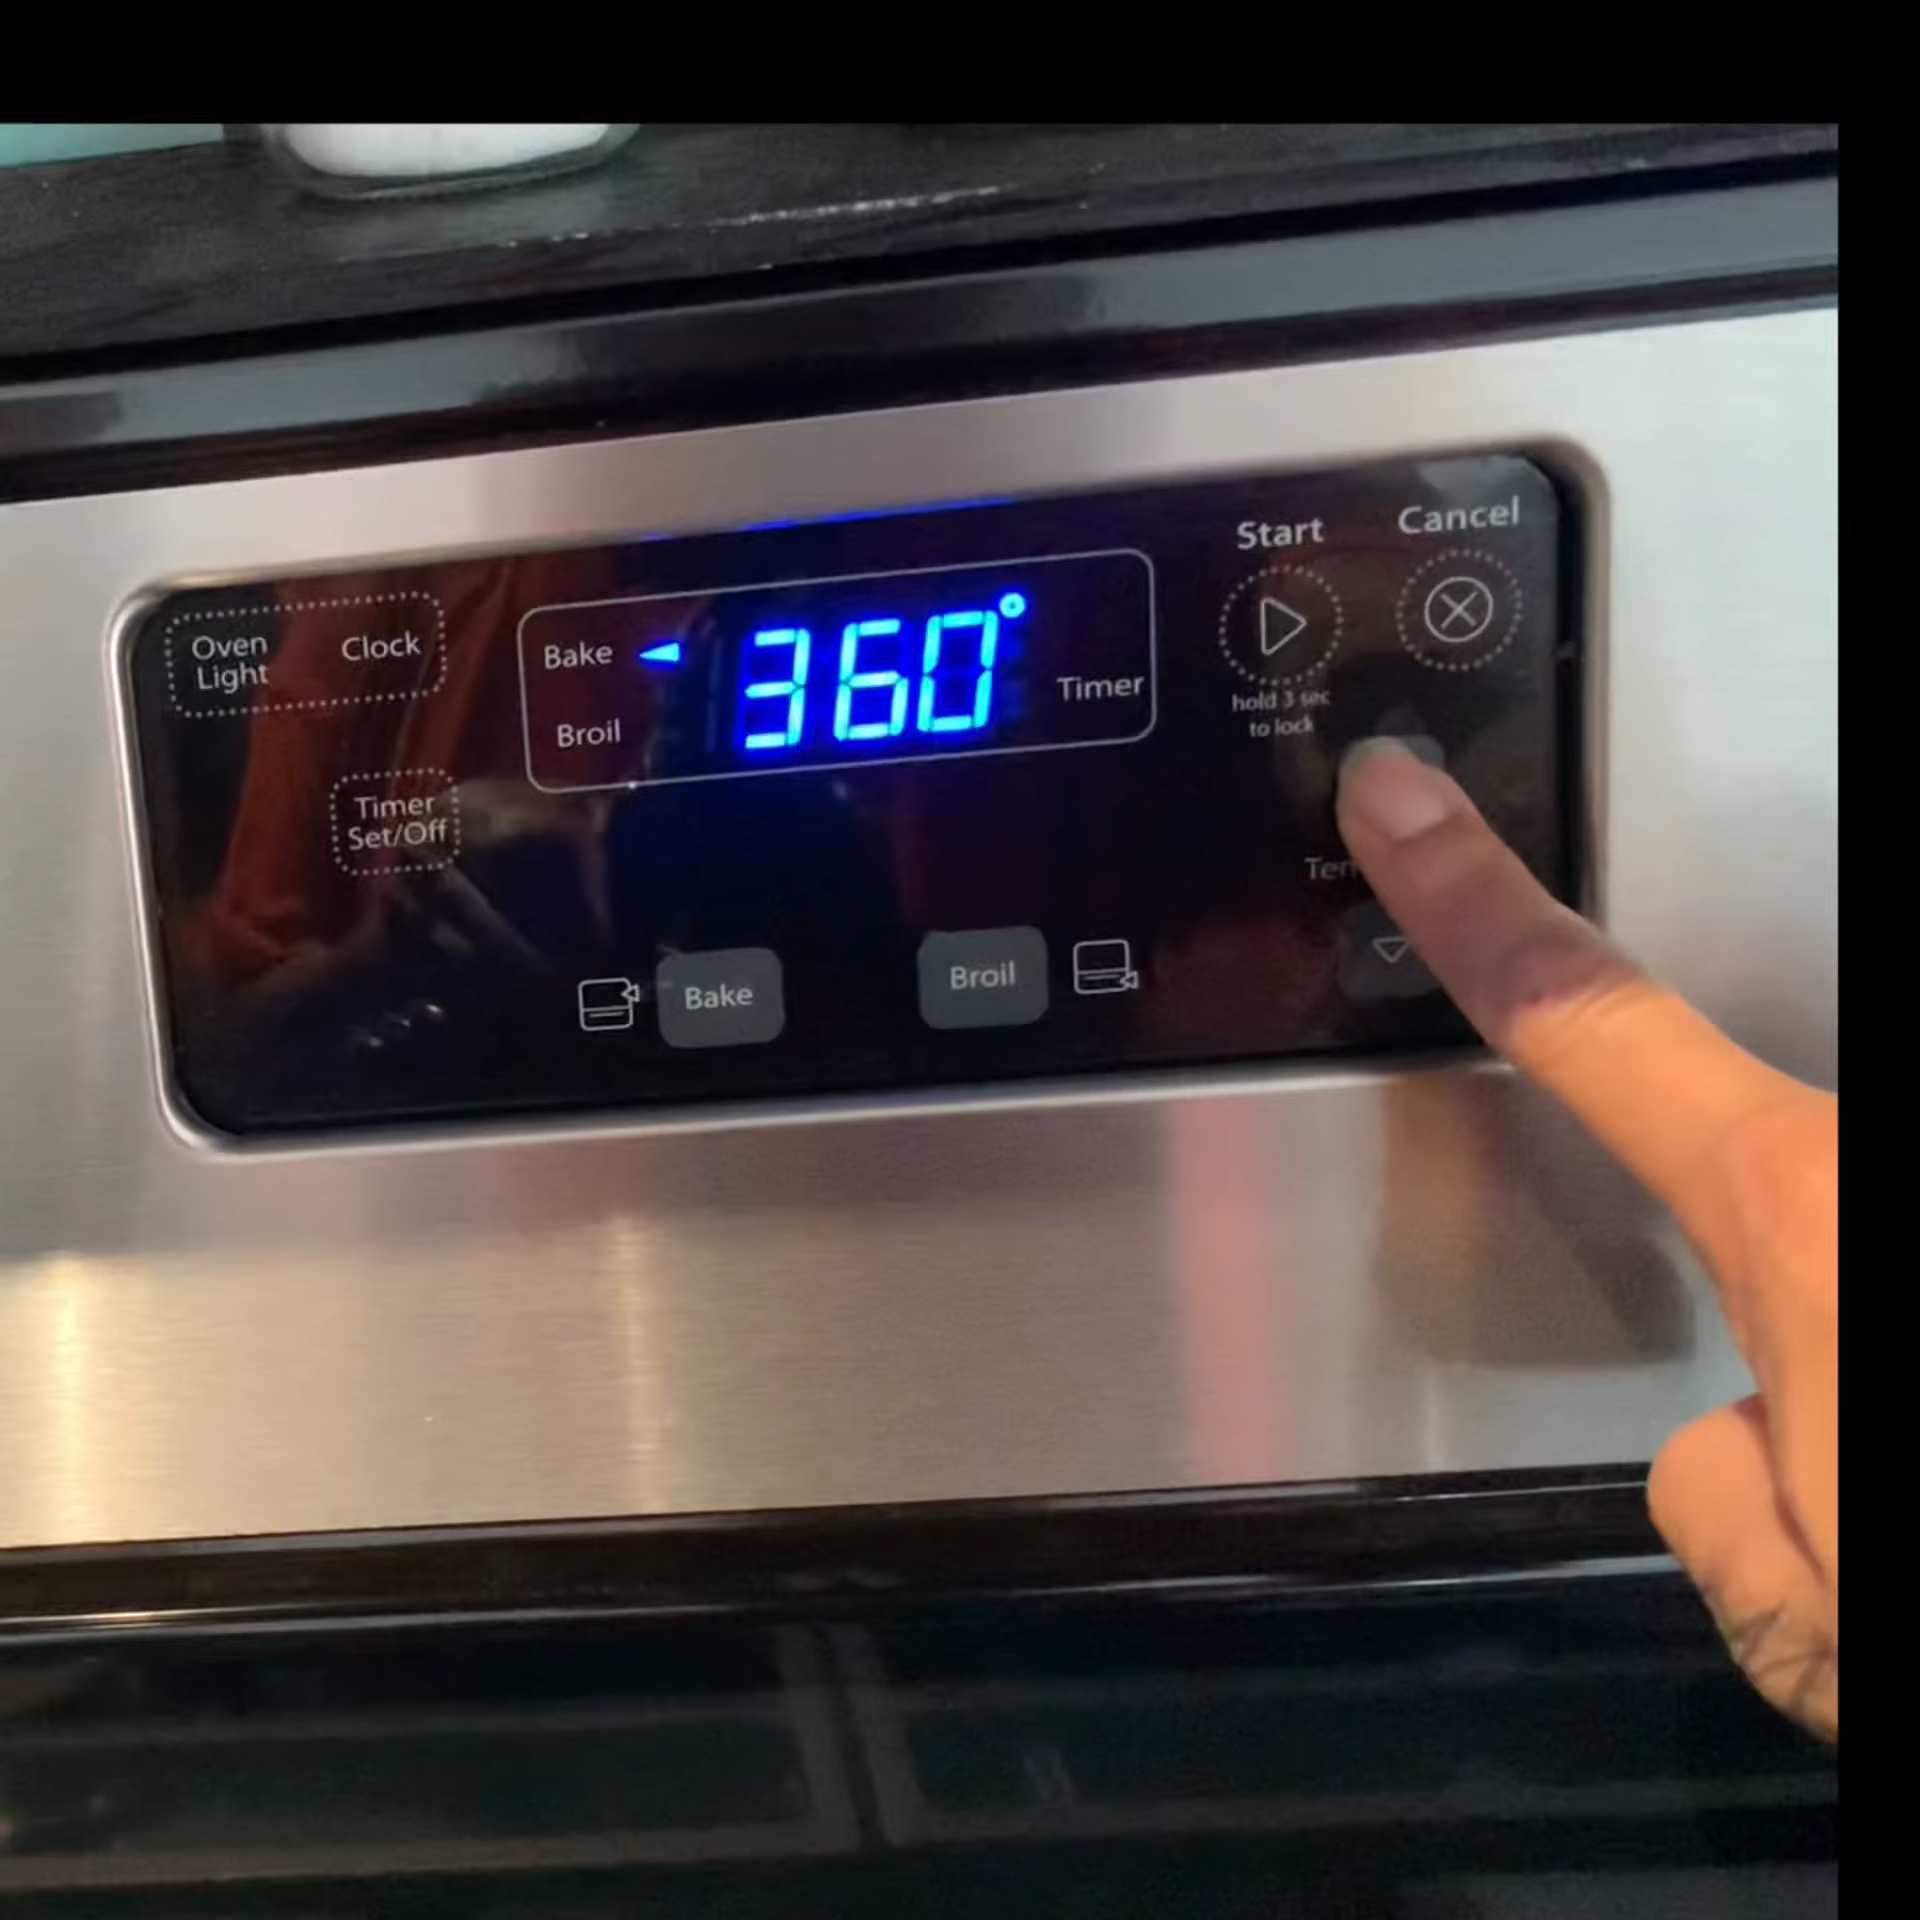 Start
Cancel
Oven
Light
Clock
Bake
360°
Timer
Broil
hold 3 sec
to lock
Timer
Set/Off
Bake
Broil